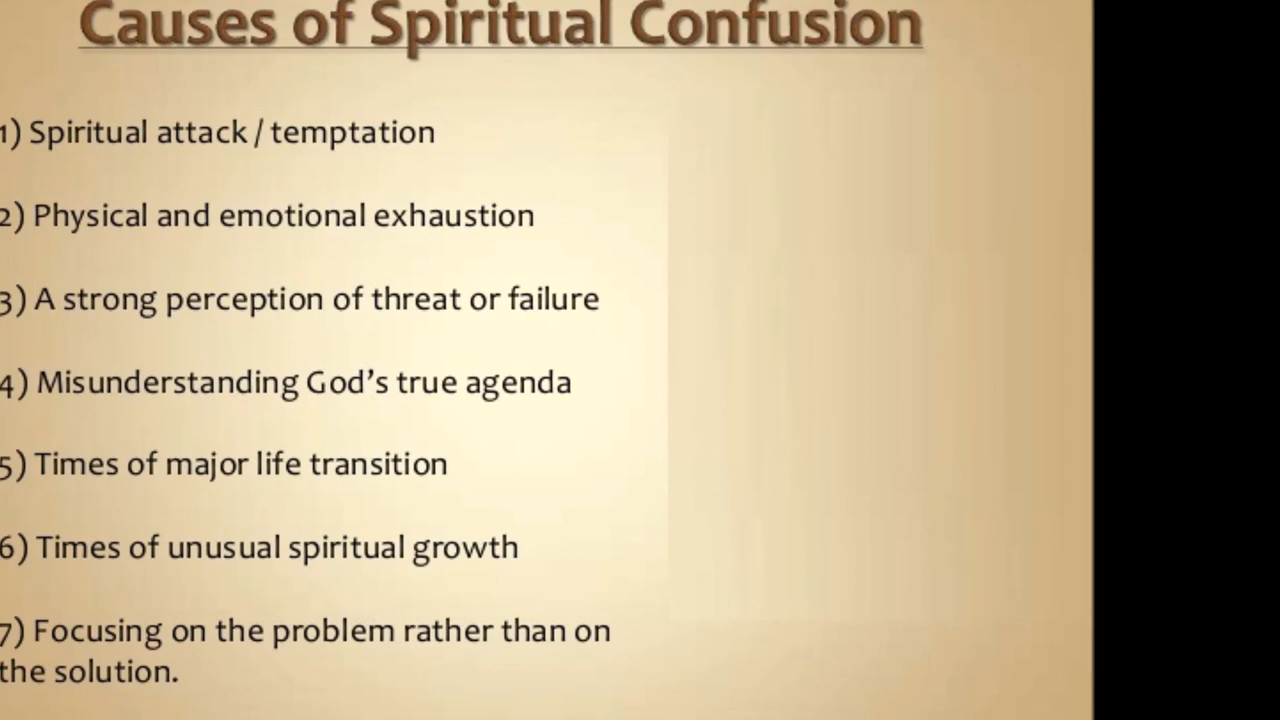 Causes of Spiritual Confusion
1) Spiritual attack / temptation
2) Physical and emotional exhaustion
3) A strong perception of threat or failure
4) Misunderstanding God’s true agenda
5) Times of major life transition
6) Times of unusual spiritual growth
7) Focusing on the problem rather than on
the solution.